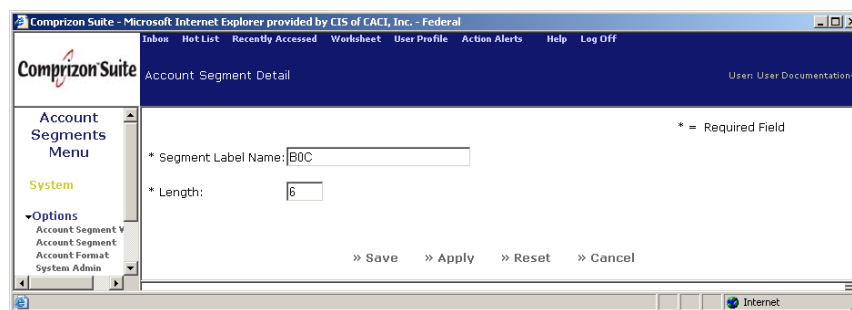 Comprizon Suite - Microsoft Internet Explorer provided by CIS of CACI, Inc. - Federal
Inbox Hot List Recently Accessed Worksheet User Profile Action Alerts Help Log Off
Comprizon Suite
Account Segment Detail
User: User Documentation
Account
Segments
Menu
System
Options
Account Segment V
Account Segment
Account Format
System Admin
* = Required Field
* Segment Label Name: B0C
* Length: 6
» Save » Apply » Reset » Cancel
Internet